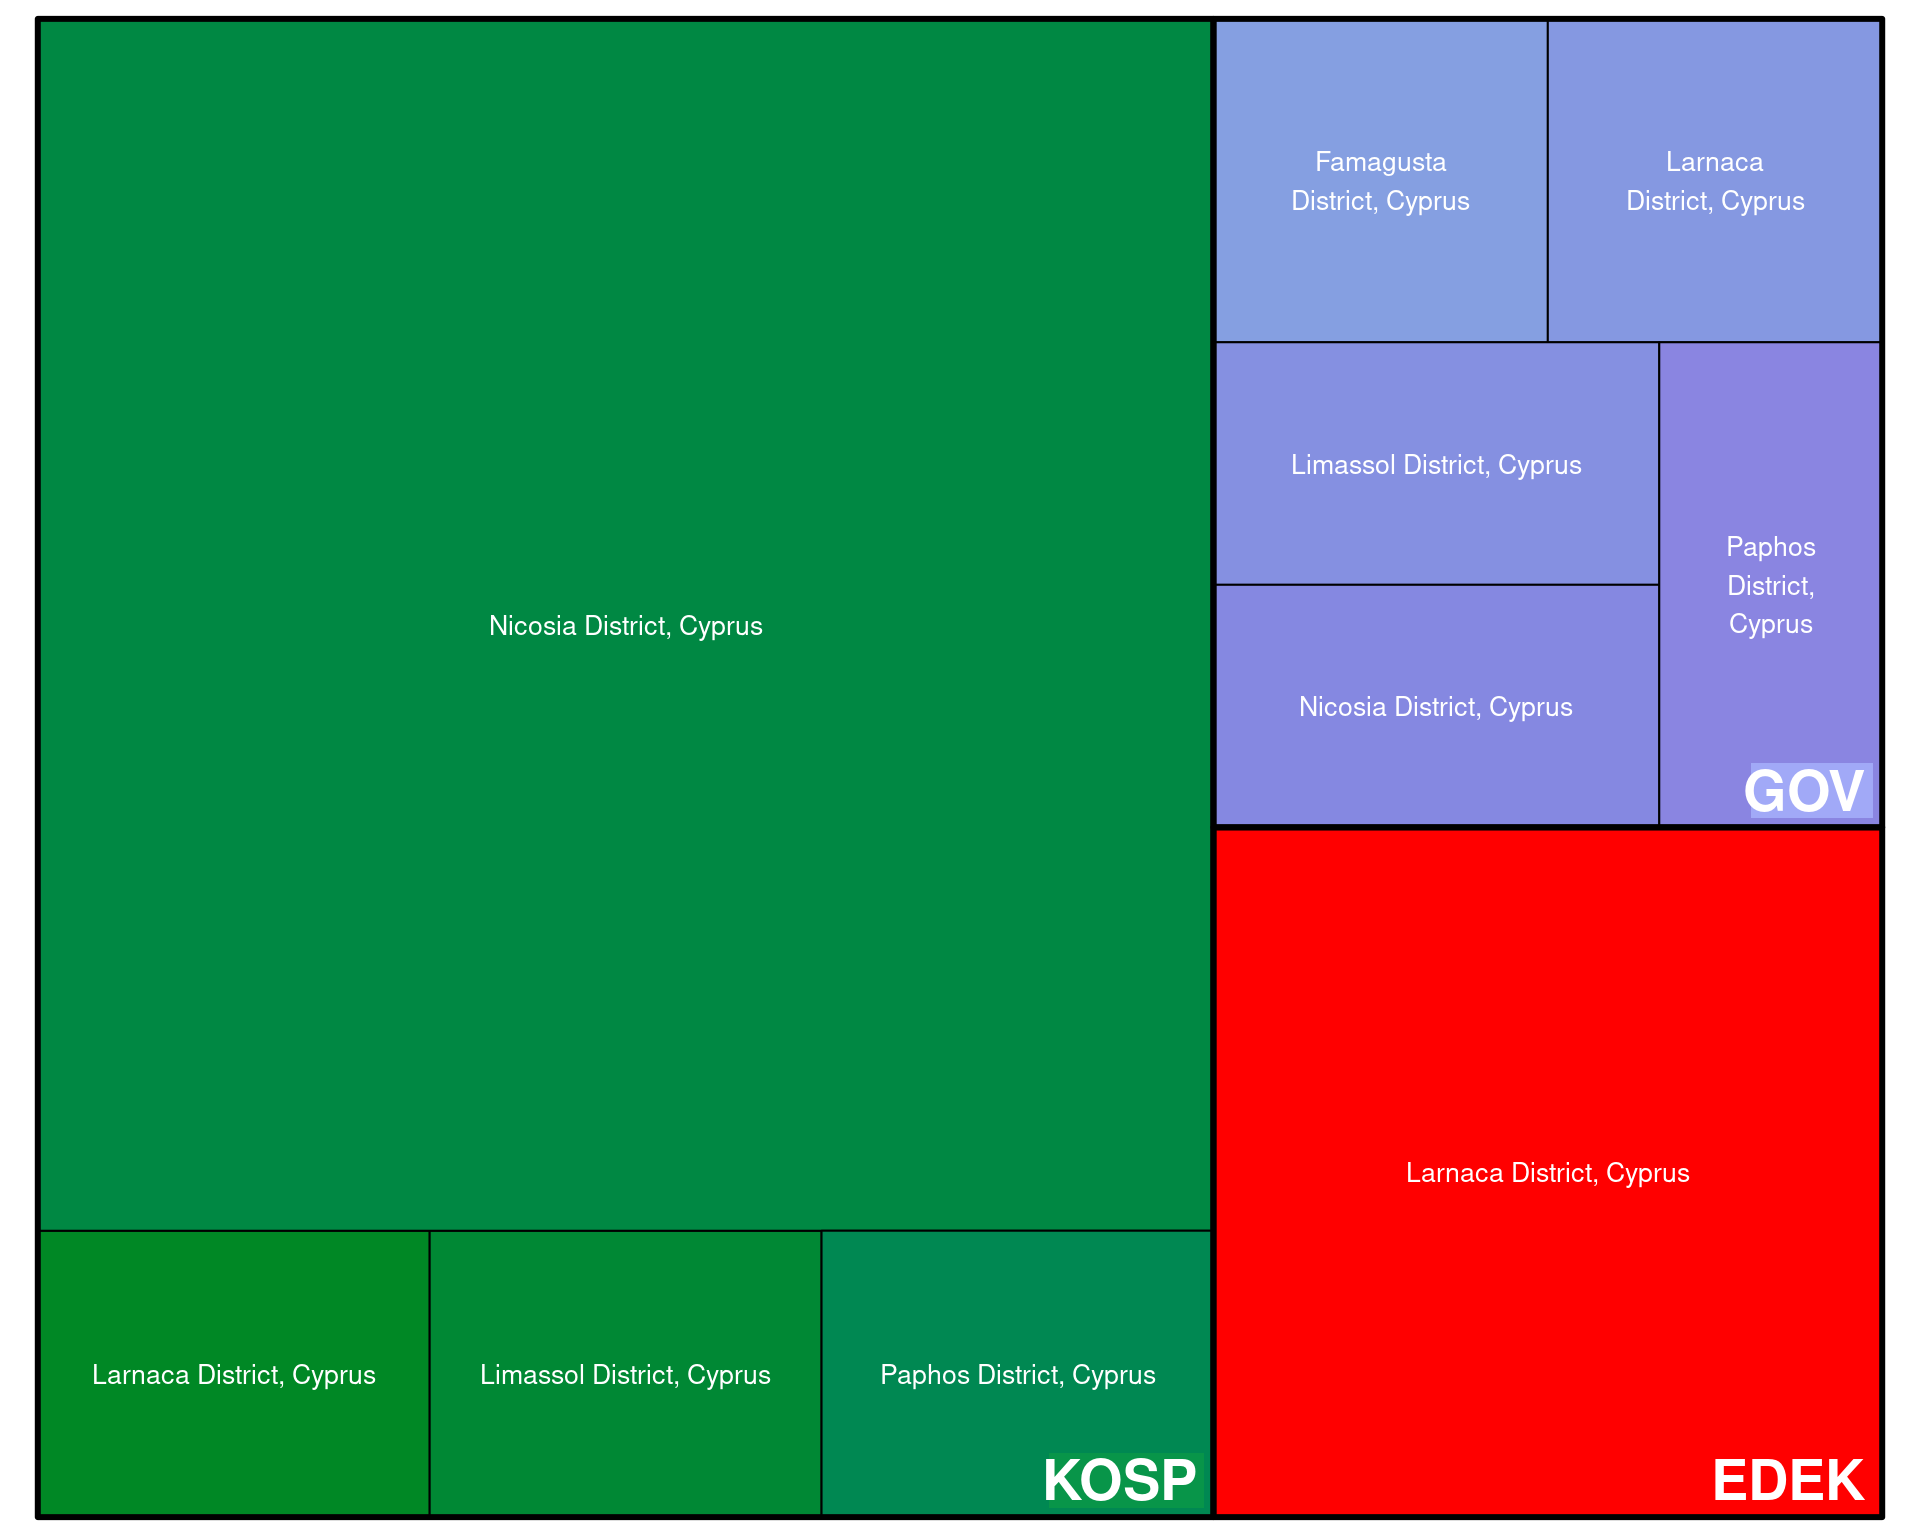 Nicosia District, Cyprus
Larnaca District, Cyprus
Limassol District, Cyprus
Paphos District, Cyprus
KOSP
Famagusta
District, Cyprus
Larnaca
District, Cyprus
Limassol District, Cyprus
Nicosia District, Cyprus
Paphos
District,
Cyprus
GOV
Larnaca District, Cyprus
EDEK